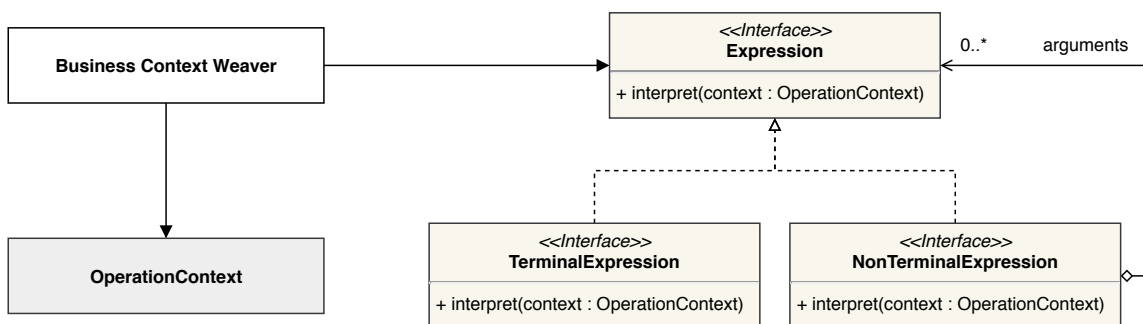 Business Context Weaver
<<Interface>>
Expression
+ interpret(context : OperationContext)
0..*
arguments
OperationContext
<<Interface>>
TerminalExpression
+ interpret(context : OperationContext)
<<Interface>>
NonTerminalExpression
+ interpret(context : OperationContext)